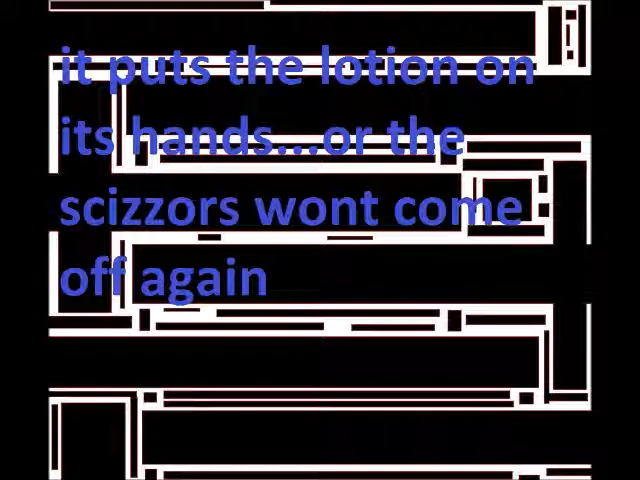 it puts the lotion on
its hands...or the
scizzors wont come
off again